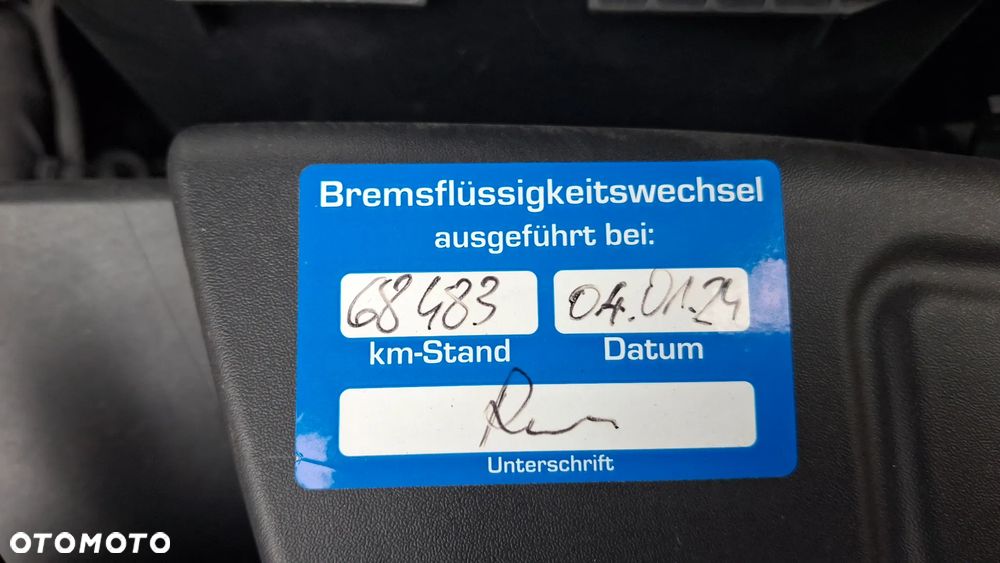 Bremsflüssigkeitswechsel
ausgeführt bei:
68483 04.01.24
km-Stand Datum
Unterschrift
OTOMOTO